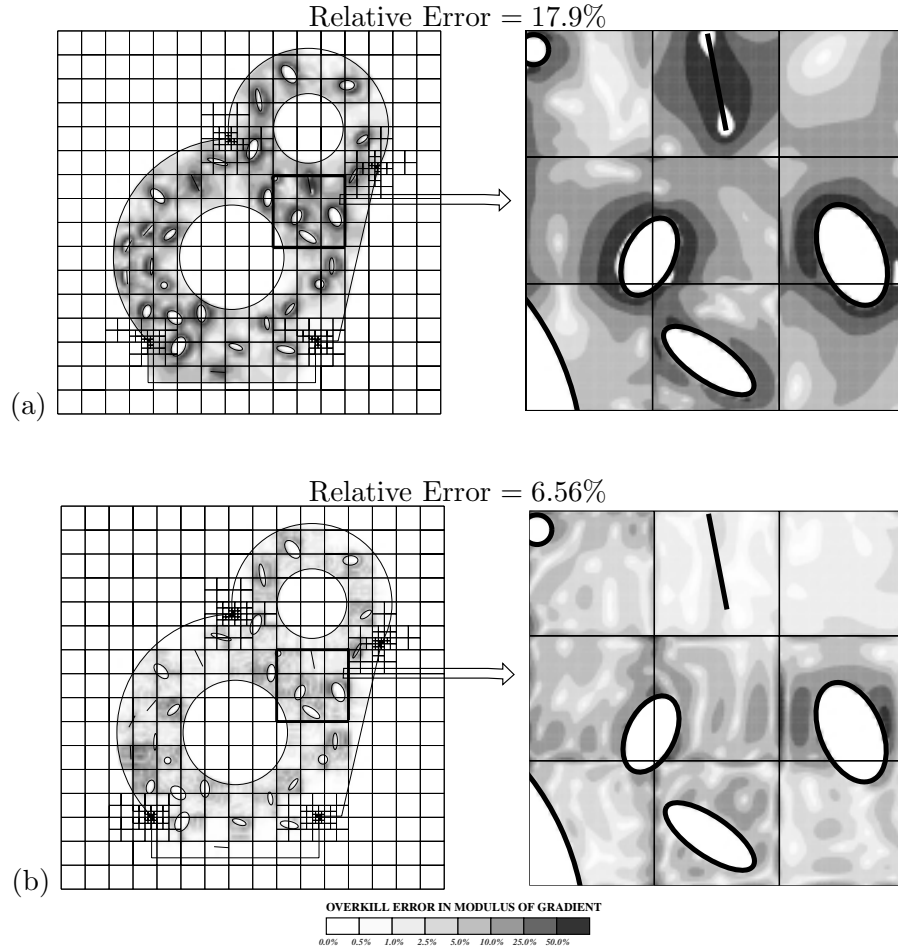 Relative Error = 17.9%
(a)
Relative Error = 6.56%
(b)
OVERKILL ERROR IN MODULUS OF GRADIENT
0.0% 0.5% 1.0% 2.5% 5.0% 10.0% 25.0% 50.0%